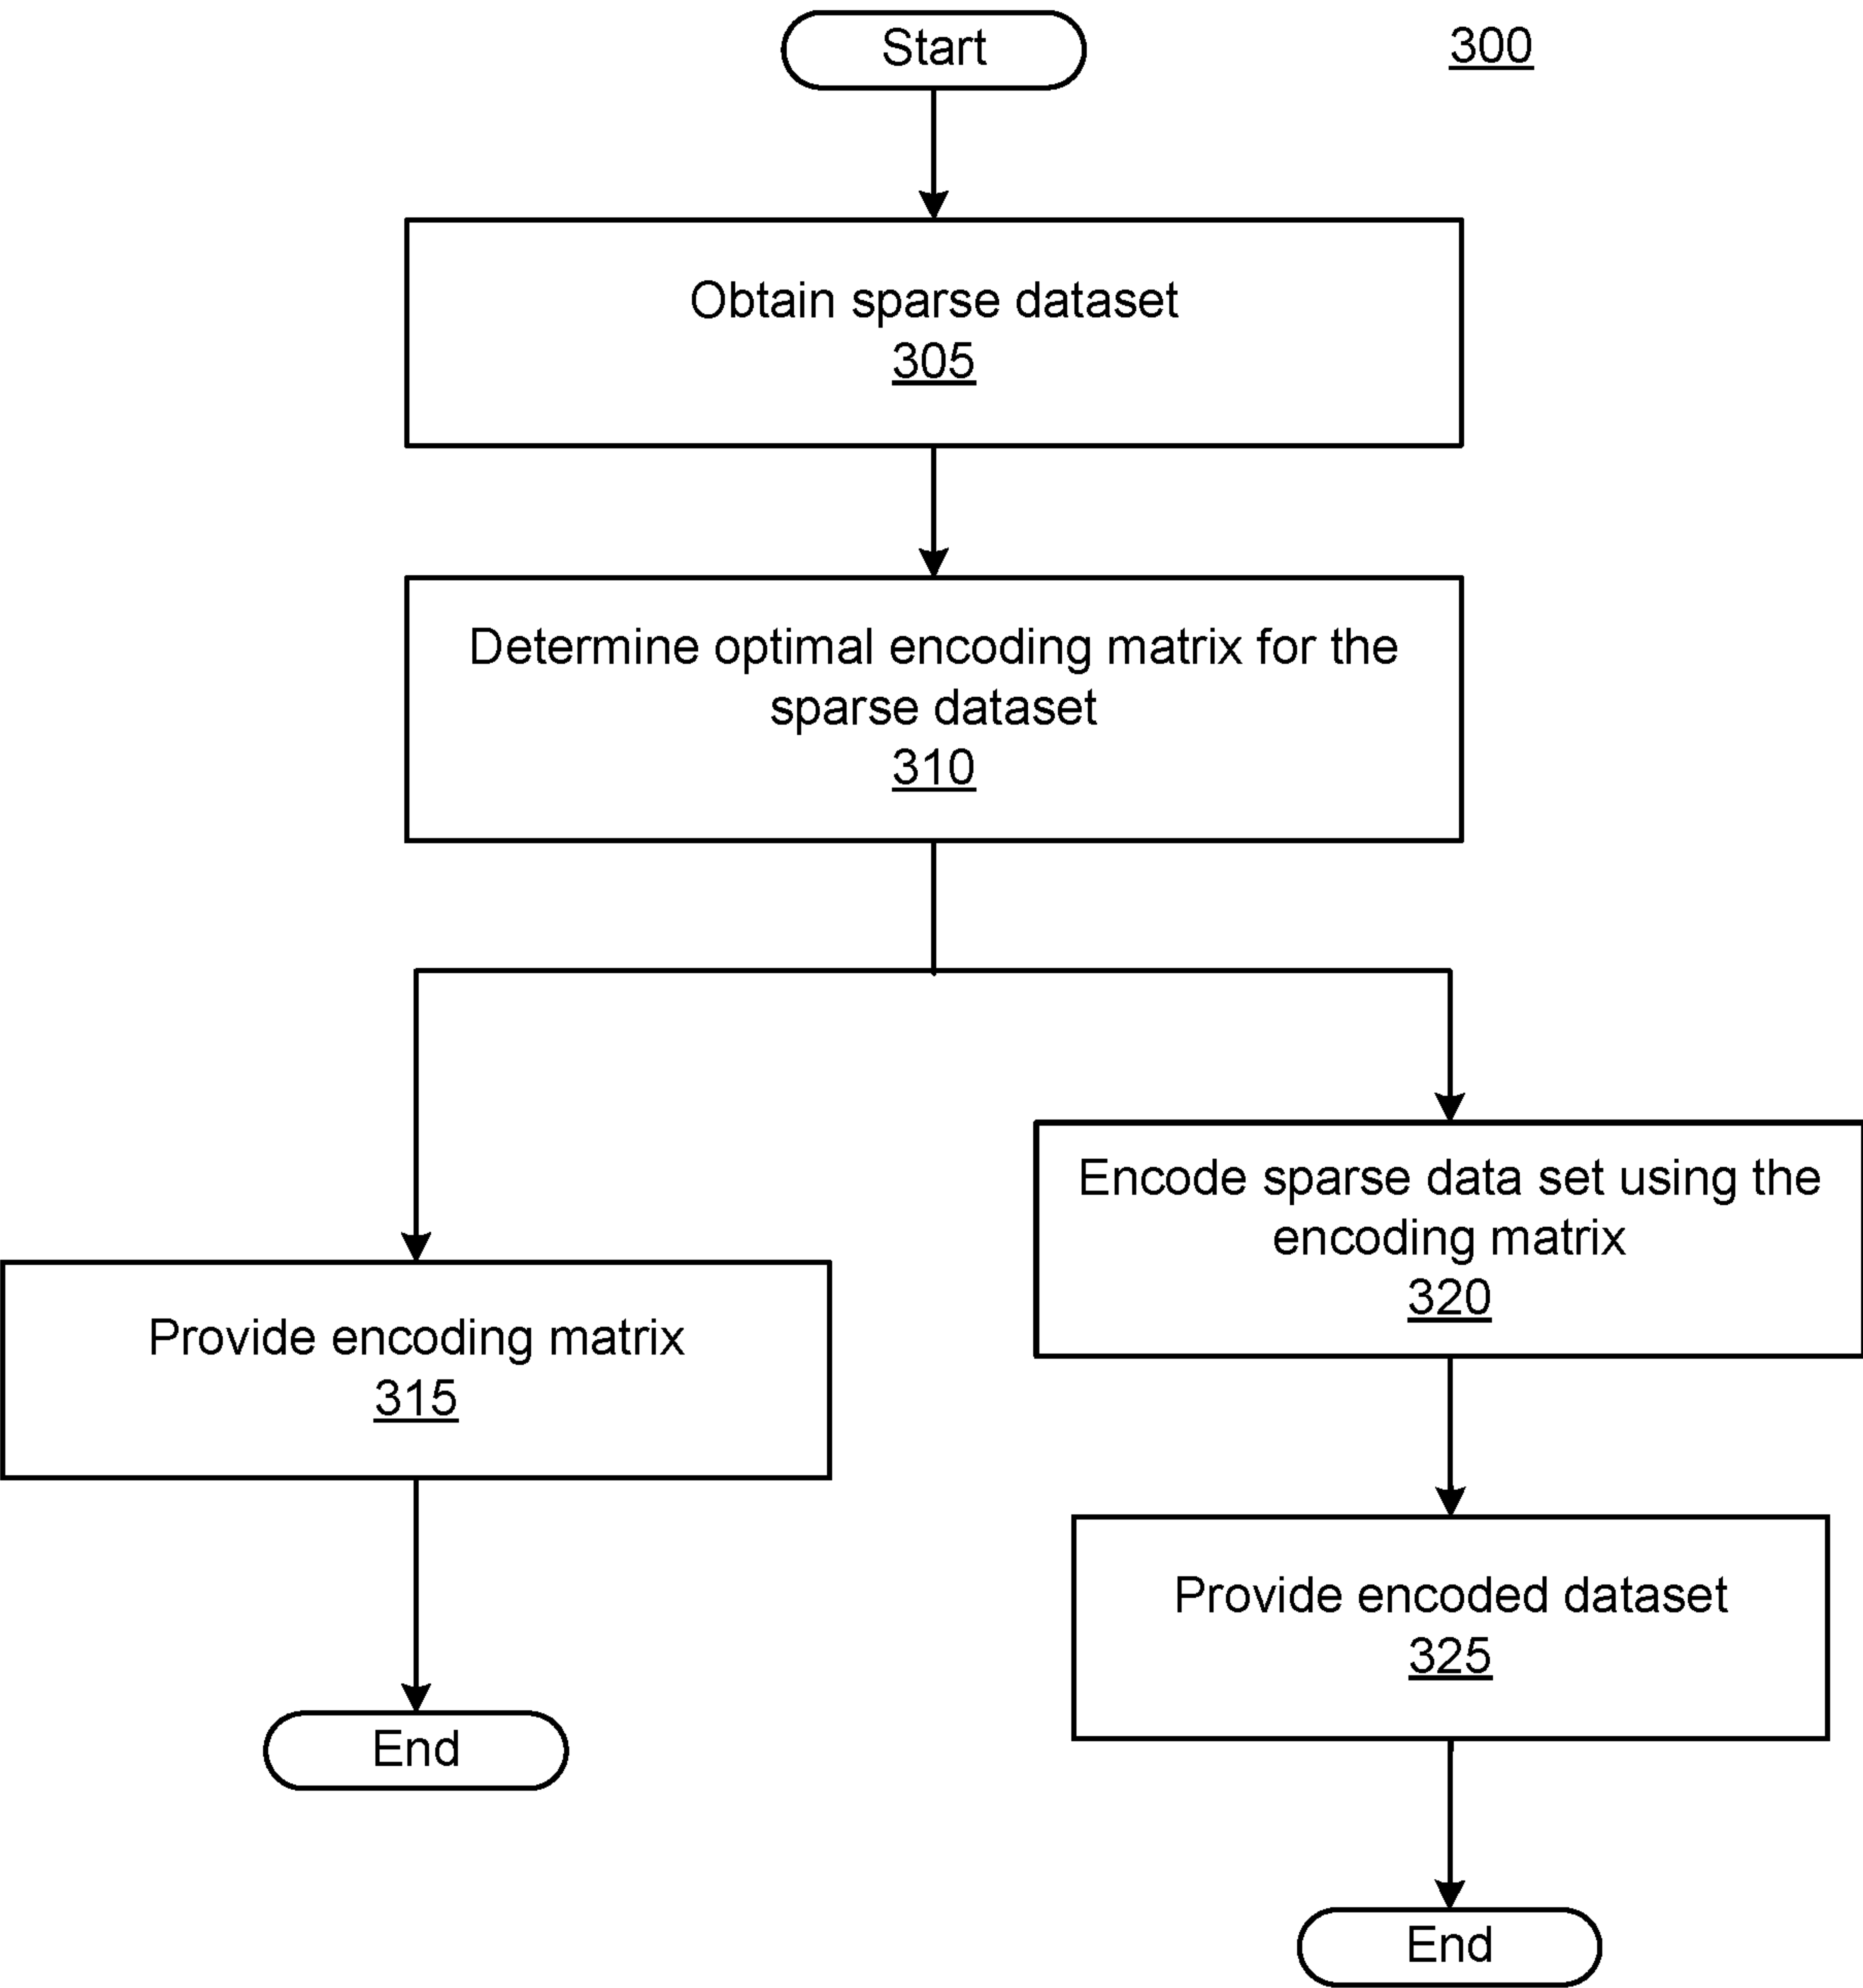 Start
300
Obtain sparse dataset
305
Determine optimal encoding matrix for the
sparse dataset
310
Encode sparse data set using the
encoding matrix
320
Provide encoding matrix
315
Provide encoded dataset
325
End
End